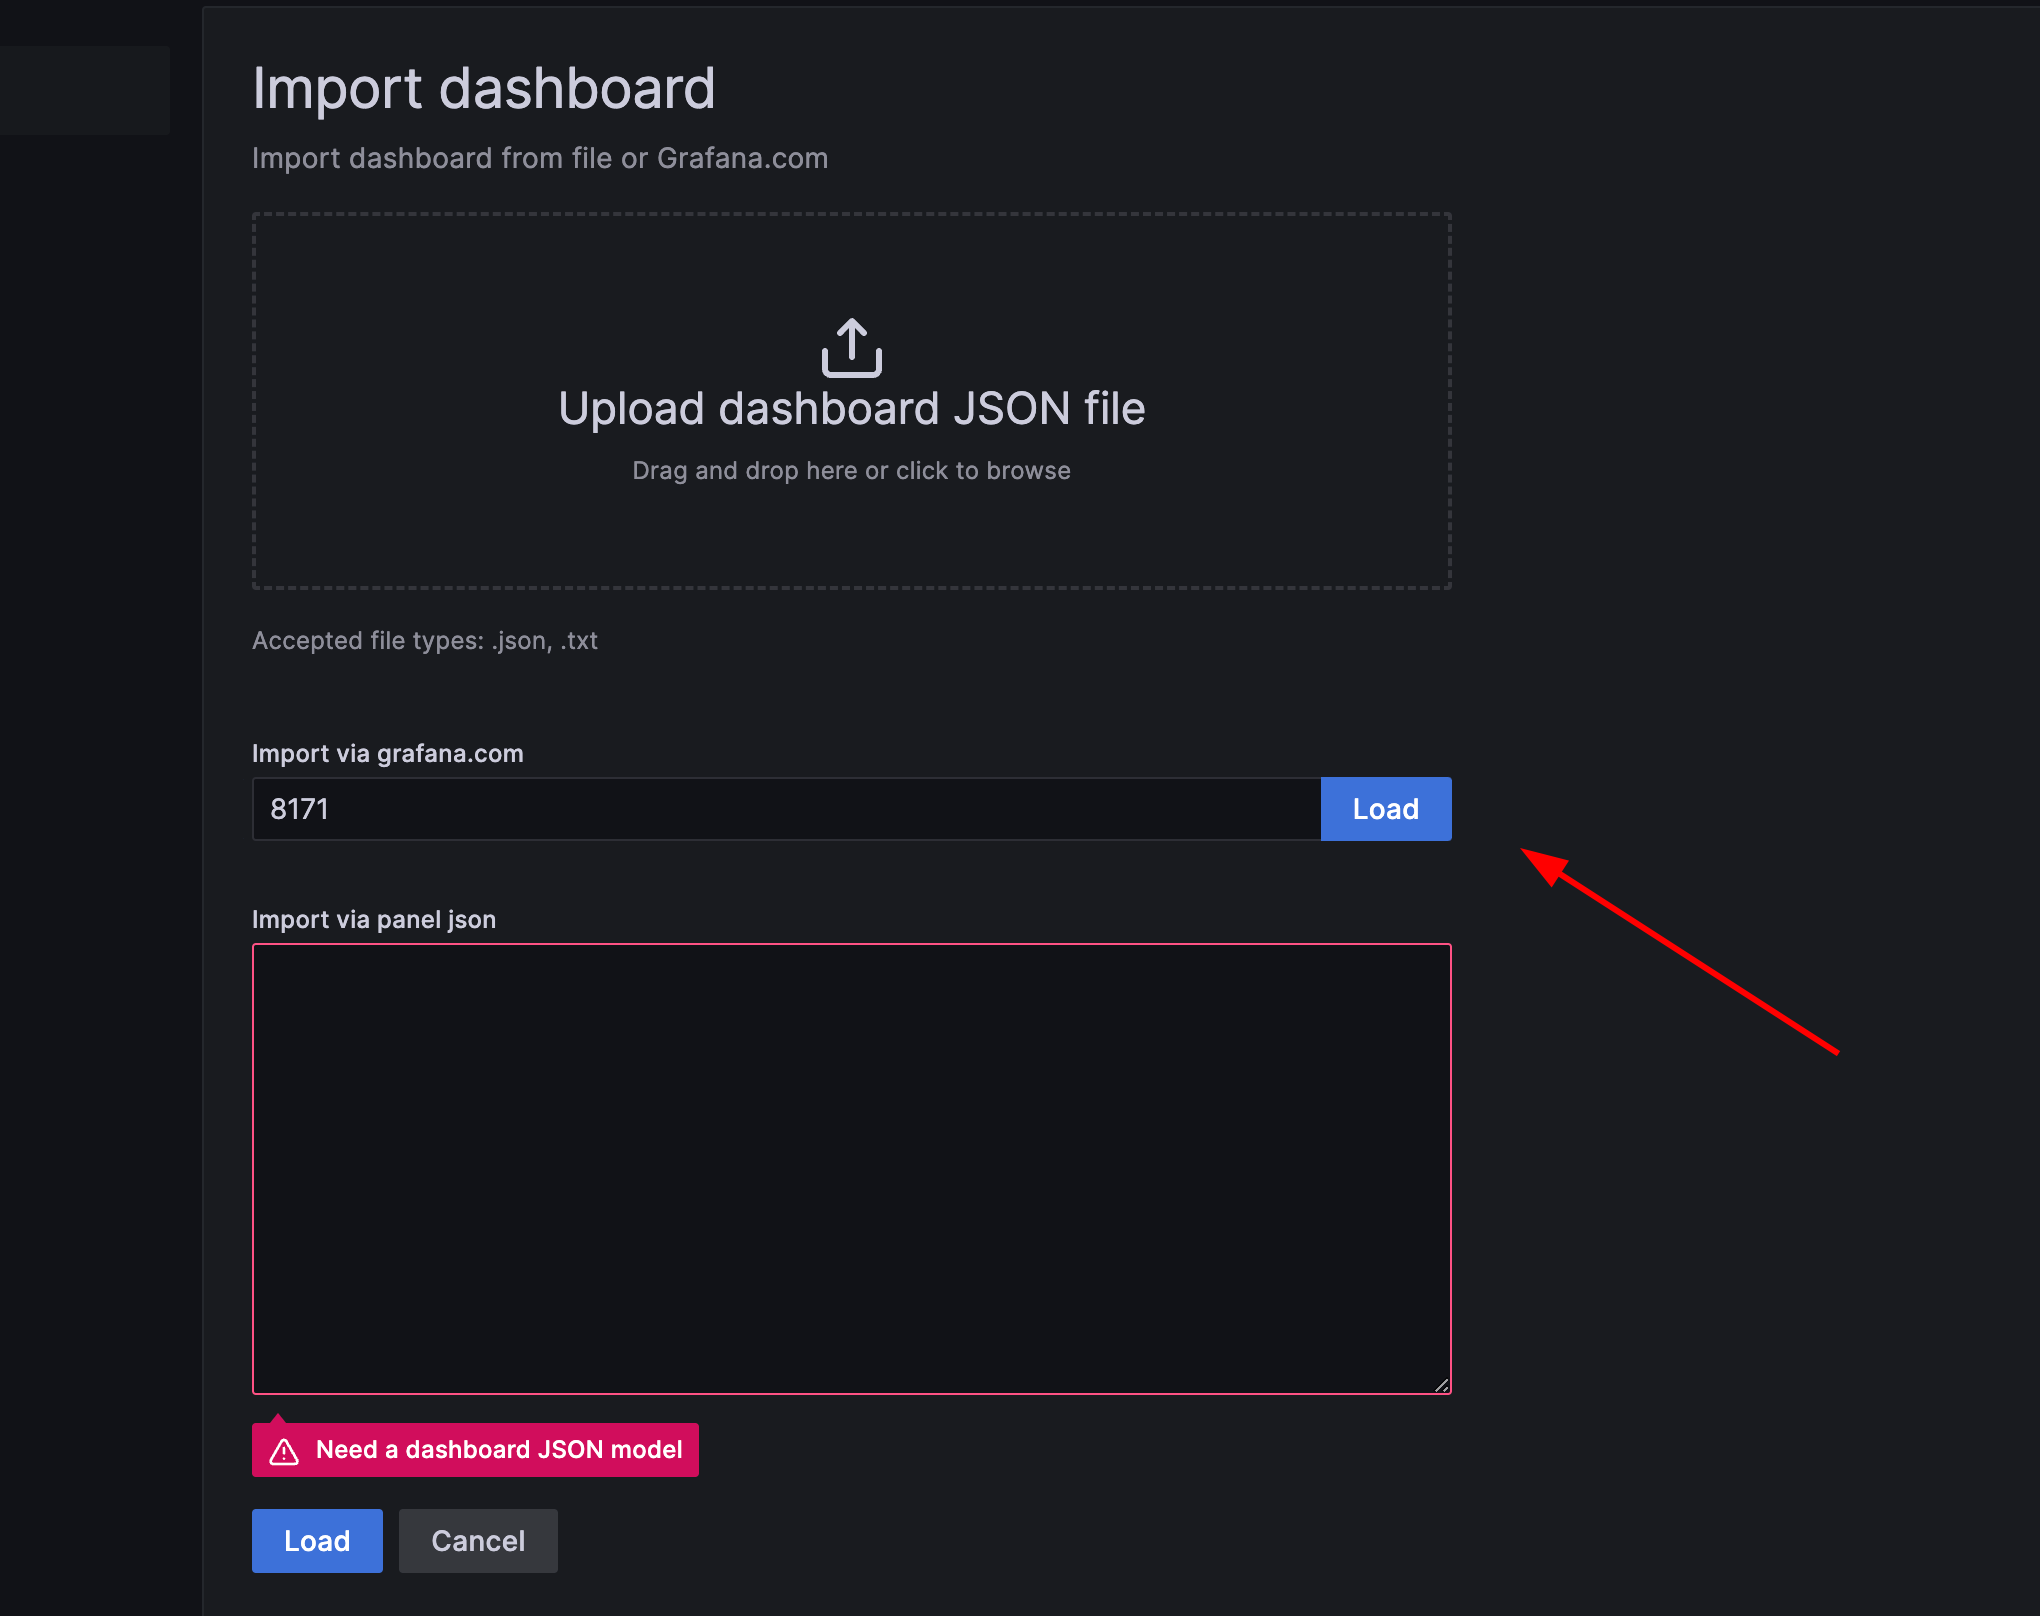 Import dashboard
Import dashboard from file or Grafana.com
Upload dashboard JSON file
Drag and drop here or click to browse
Accepted file types: .json, .txt
Import via grafana.com
8171
Load
Import via panel json
Need a dashboard JSON model
Load
Cancel